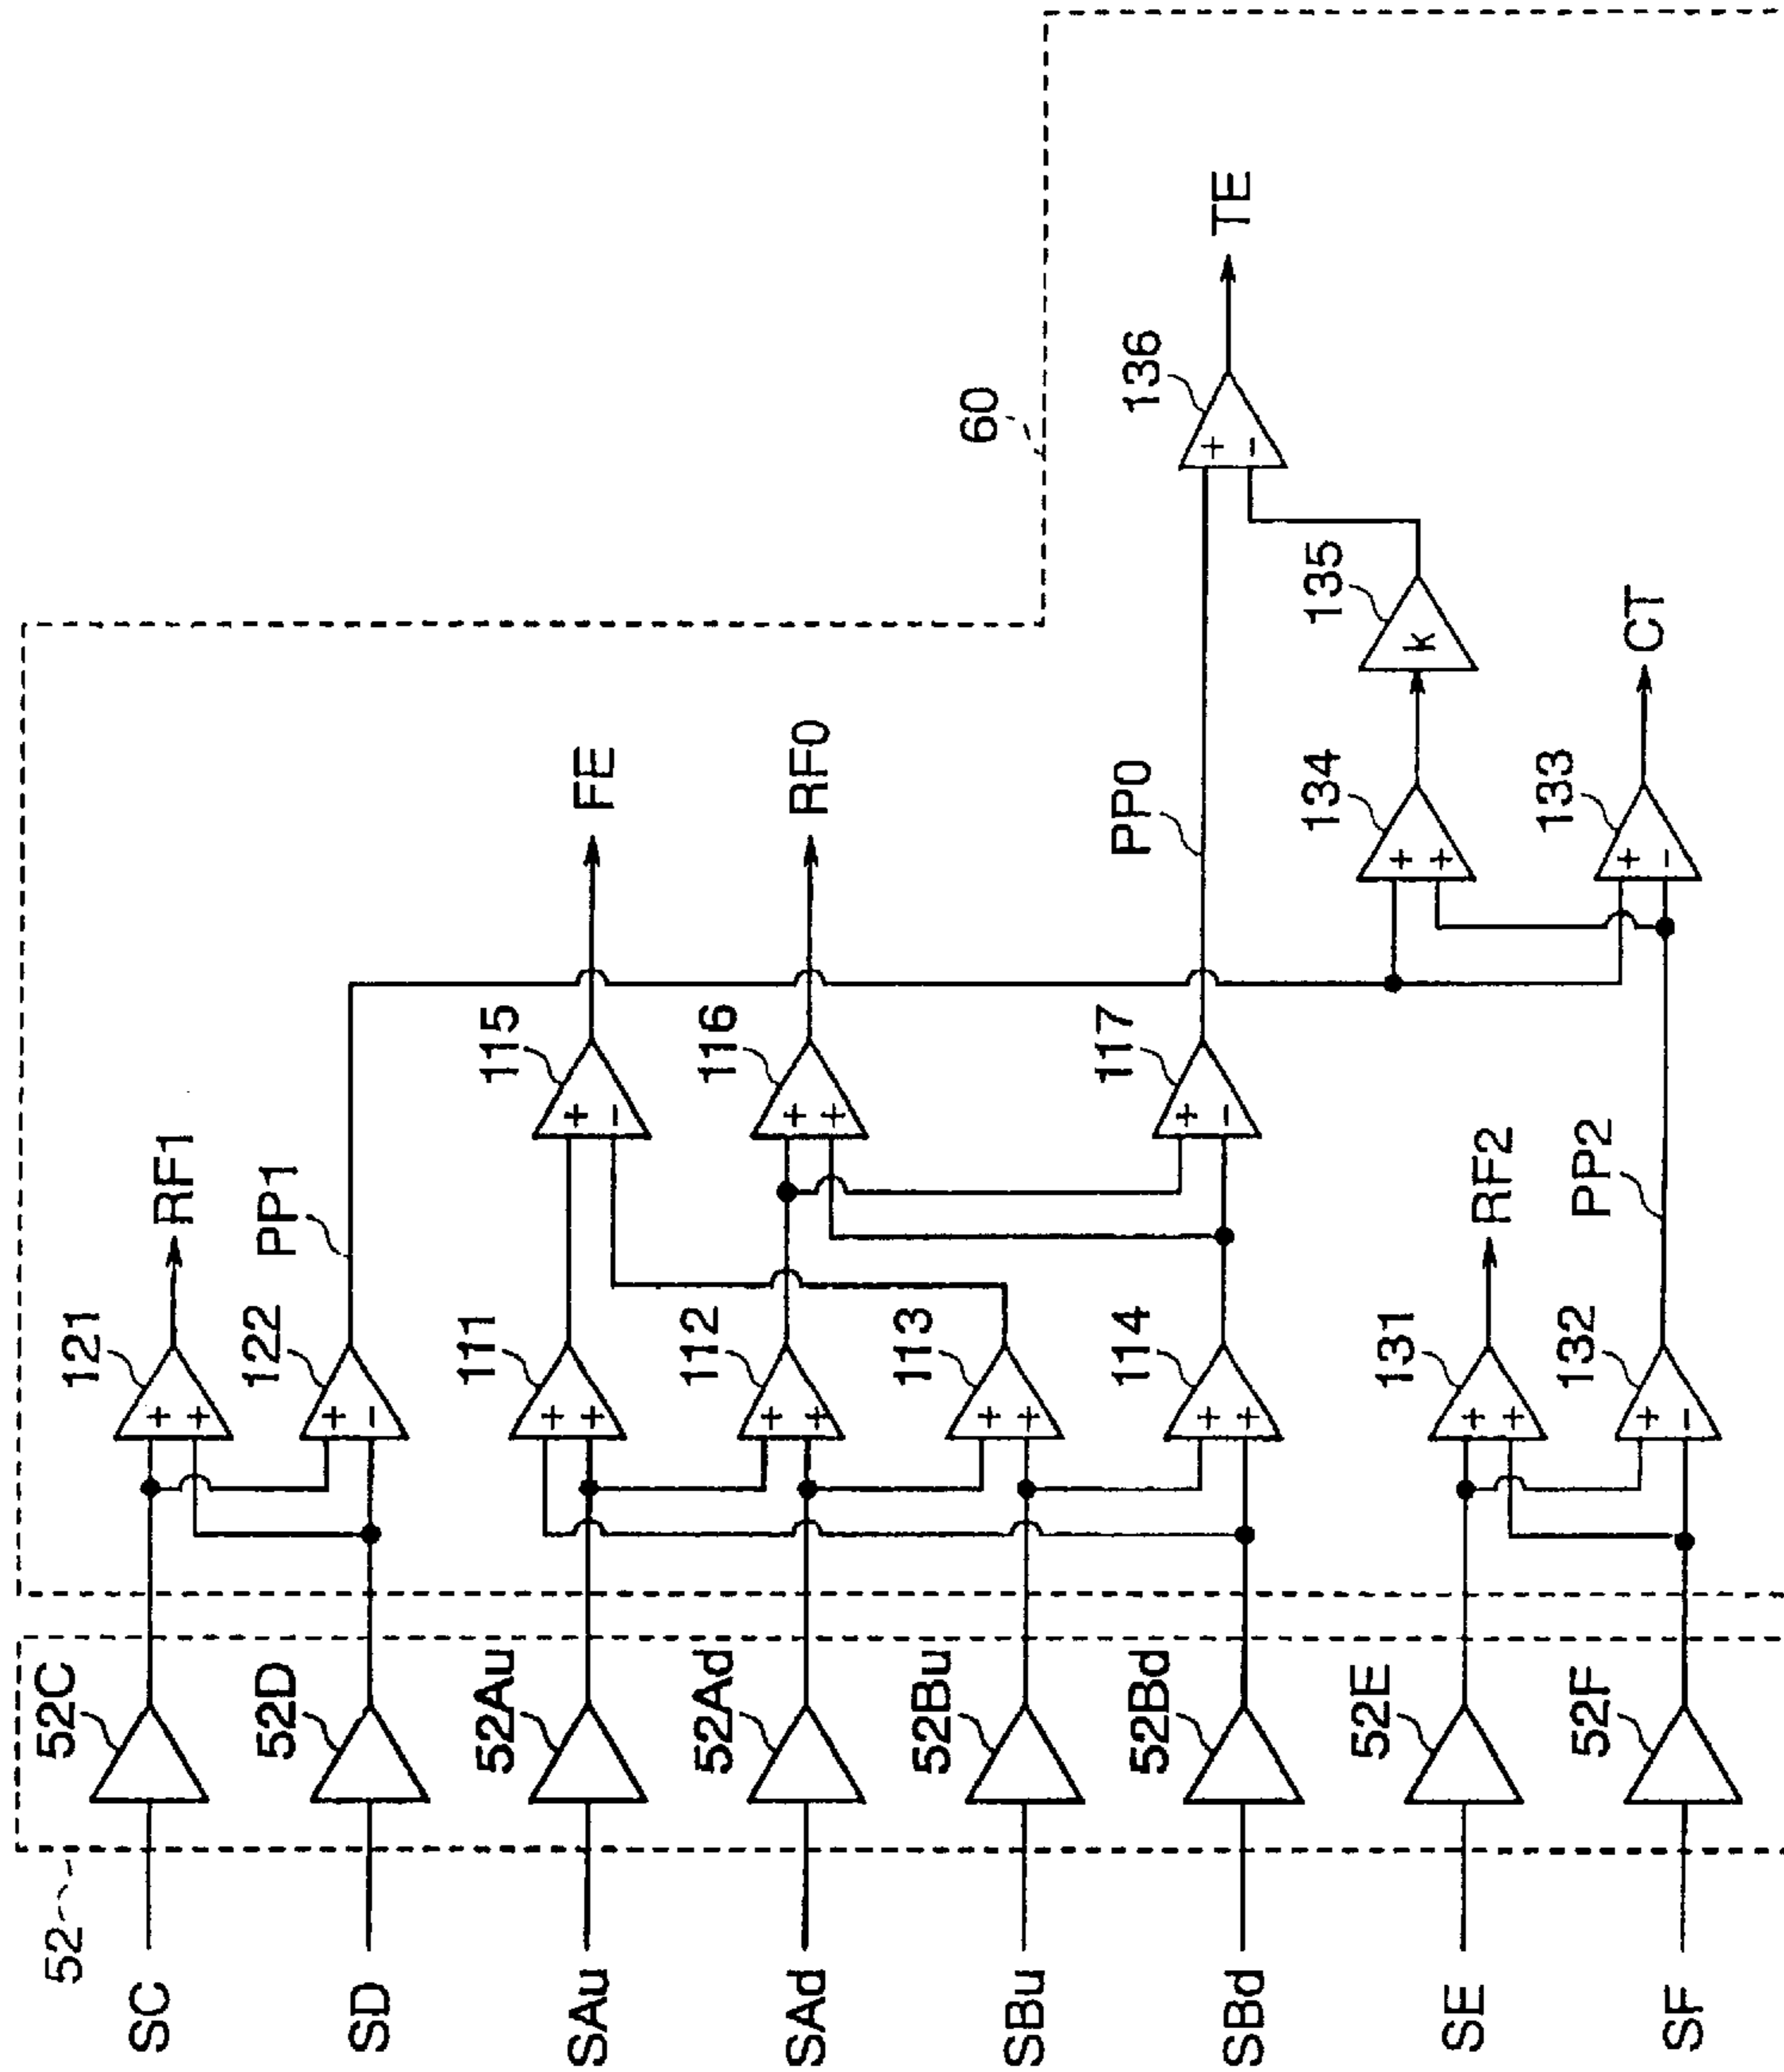 52
SC
SD
SAu
SAd
SBu
SBd
SE
SF
52C
52D
52Au
52Ad
52Bu
52Bd
52E
52F
60
121
+
+
122
+
−
111
+
+
112
+
+
113
+
+
114
+
+
131
+
+
132
+
−
RF1
PP1
115
+
−
116
+
+
117
+
−
RF2
PP2
FE
RF0
PP0
134
+
+
133
+
−
135
k
CT
136
+
−
TE